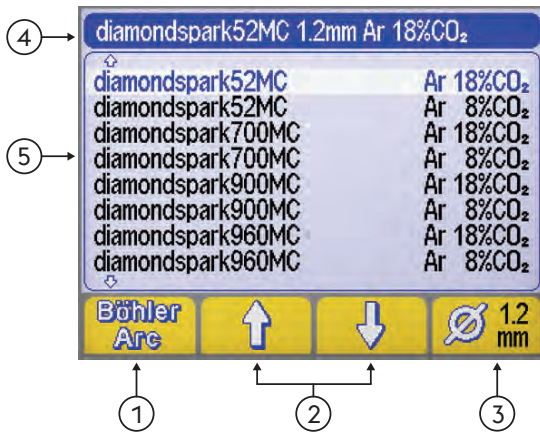 diamondspark52MC 1.2mm Ar 18%CO₂
diamondspark52MC Ar 18%CO₂
diamondspark52MC Ar 8%CO₂
diamondspark700MC Ar 18%CO₂
diamondspark700MC Ar 8%CO₂
diamondspark900MC Ar 18%CO₂
diamondspark900MC Ar 8%CO₂
diamondspark960MC Ar 18%CO₂
diamondspark960MC Ar 8%CO₂
Böhler
Arc
Ø 1.2
mm
4
5
1
2
3